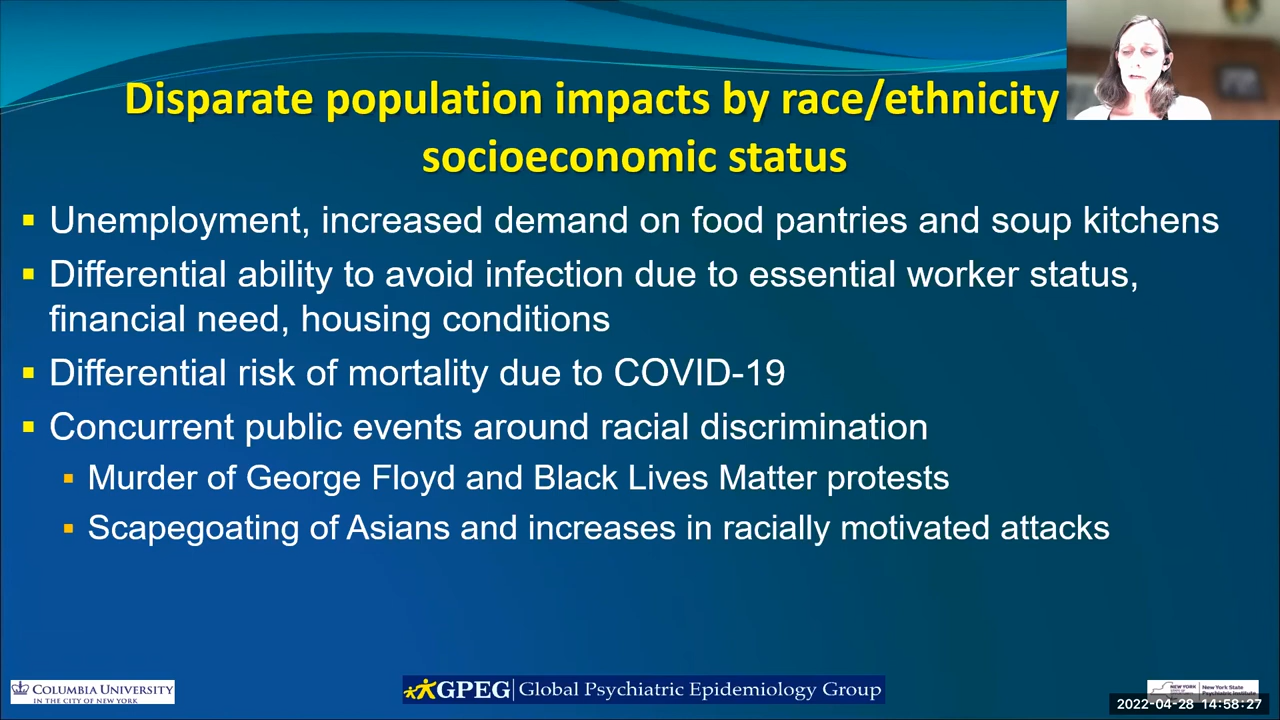 Disparate population impacts by race/ethnicity
socioeconomic status
Unemployment, increased demand on food pantries and soup kitchens
Differential ability to avoid infection due to essential worker status,
financial need, housing conditions
Differential risk of mortality due to COVID-19
Concurrent public events around racial discrimination
Murder of George Floyd and Black Lives Matter protests
Scapegoating of Asians and increases in racially motivated attacks
COLUMBIA UNIVERSITY
IN THE CITY OF NEW YORK
GPEG Global Psychiatric Epidemiology Group
NEW YORK
New York State
Psychiatric Institute
2022-04-28 14:58:27